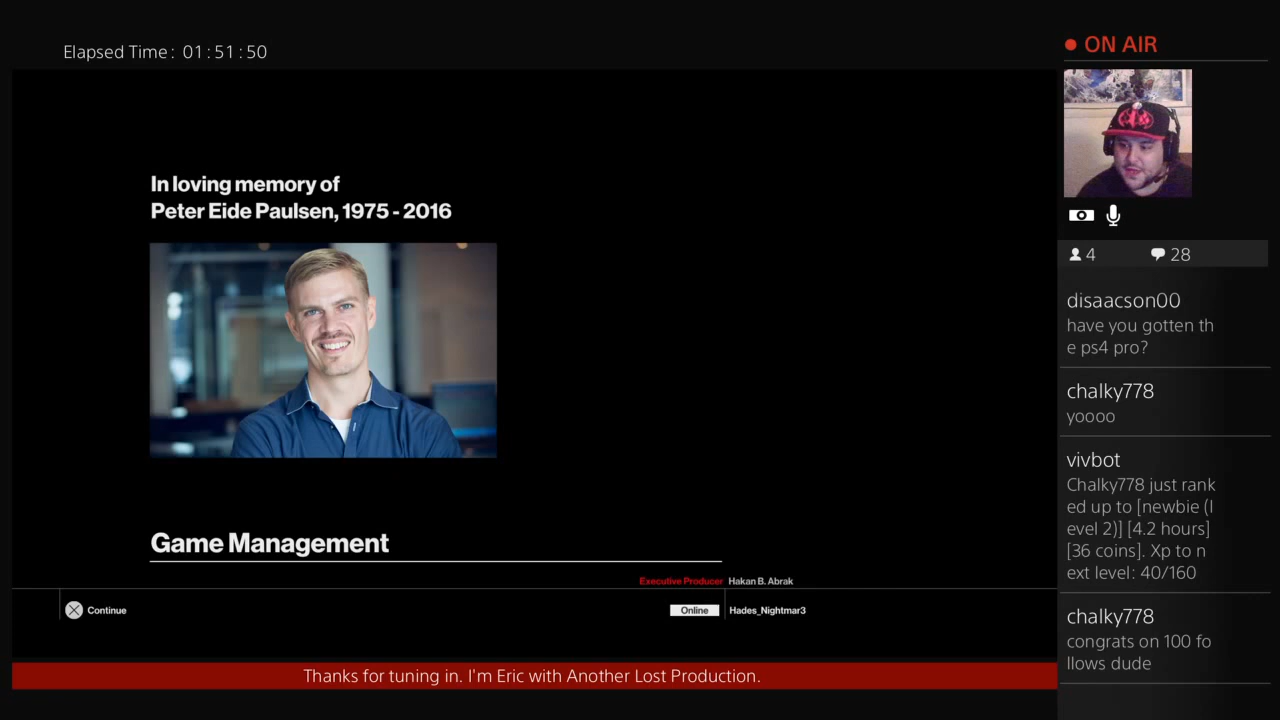 Elapsed Time: 01:51:50
ON AIR
In loving memory of
Peter Eide Paulsen, 1975 - 2016
4 28
disaacson00
have you gotten th
e ps4 pro?
chalky778
yoooo
vivbot
Chalky778 just rank
ed up to [newbie (l
evel 2)] [4.2 hours]
[36 coins]. Xp to n
ext level: 40/160
chalky778
congrats on 100 fo
llows dude
Game Management
Executive Producer Hakan B. Abrak
Continue
Online Hades_Nightmar3
Thanks for tuning in. I'm Eric with Another Lost Production.